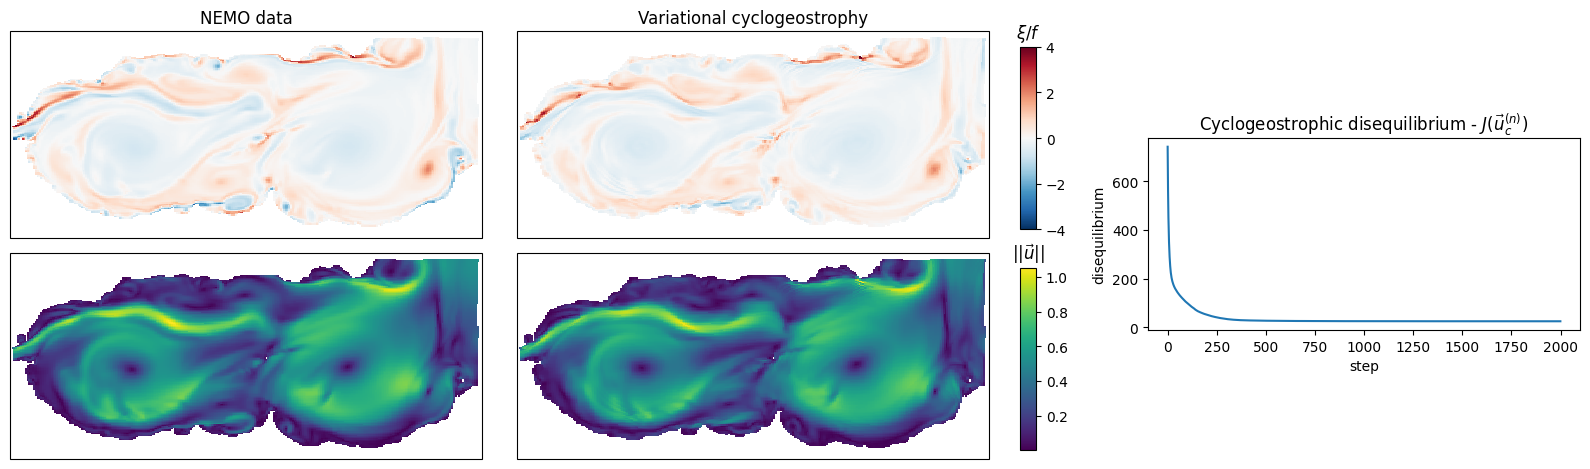 NEMO data
Variational cyclogeostrophy
ξ/f
4
2
0
−2
−4
||u⃗||
1.0
0.8
0.6
0.4
0.2
Cyclogeostrophic disequilibrium - J(u⃗_c^(n))
disequilibrium
600
400
200
0
0 250 500 750 1000 1250 1500 1750 2000
step